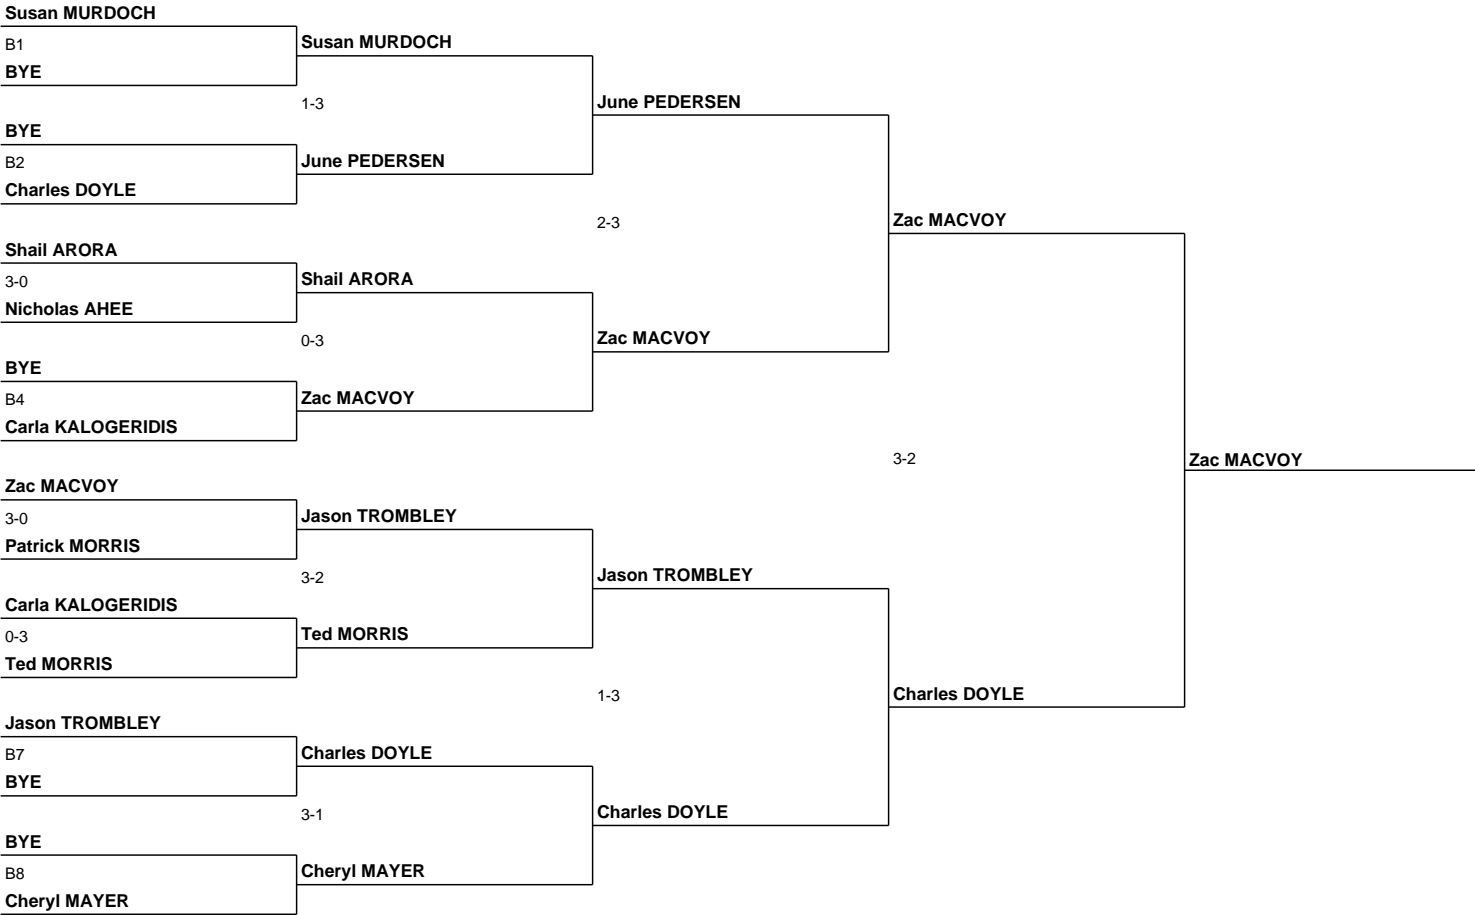 Susan MURDOCH
B1
BYE
BYE
B2
Charles DOYLE
Shail ARORA
3-0
Nicholas AHEE
BYE
B4
Carla KALOGERIDIS
Zac MACVOY
3-0
Patrick MORRIS
Carla KALOGERIDIS
0-3
Ted MORRIS
Jason TROMBLEY
B7
BYE
BYE
B8
Cheryl MAYER
Susan MURDOCH
1-3
June PEDERSEN
Shail ARORA
0-3
Zac MACVOY
Jason TROMBLEY
3-2
Ted MORRIS
Charles DOYLE
3-1
Cheryl MAYER
June PEDERSEN
2-3
Zac MACVOY
Jason TROMBLEY
1-3
Charles DOYLE
Zac MACVOY
3-2
Charles DOYLE
Zac MACVOY